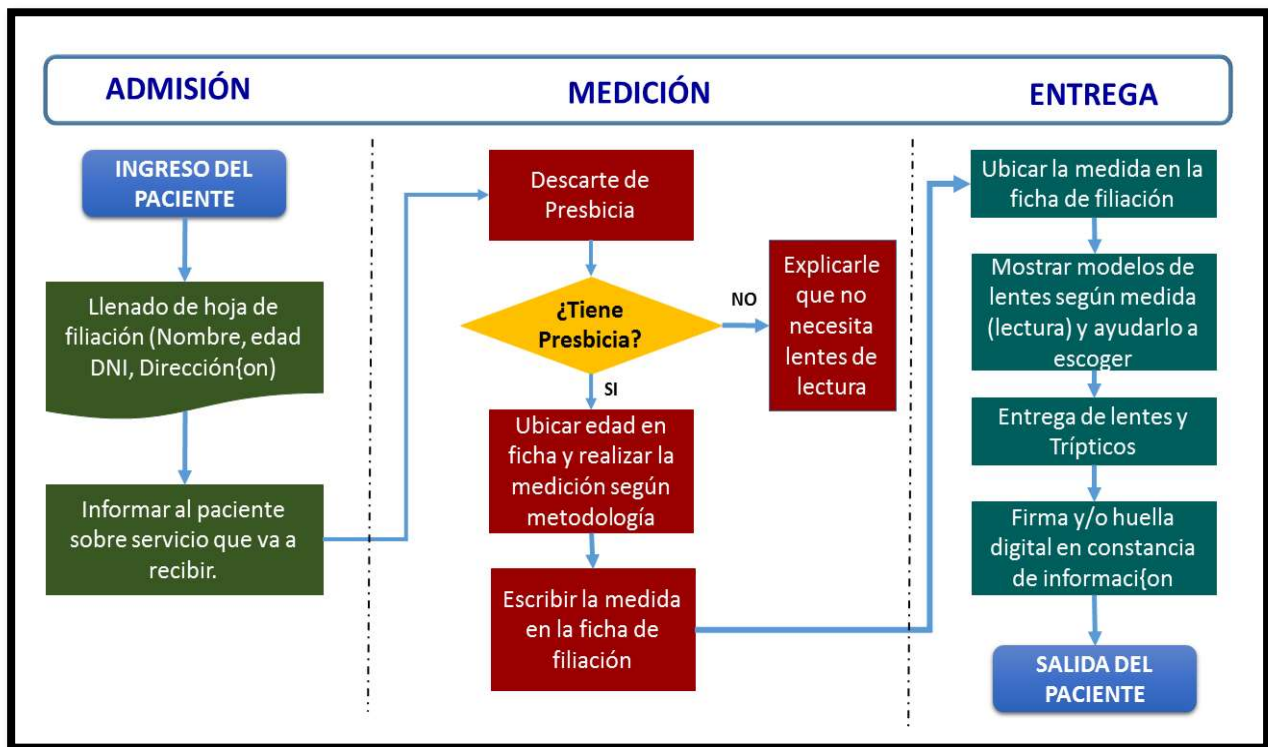 ADMISIÓN
MEDICIÓN
ENTREGA
INGRESO DEL
PACIENTE
Llenado de hoja de
filiación (Nombre, edad
DNI, Dirección{on)
Informar al paciente
sobre servicio que va a
recibir.
Descarte de
Presbicia
¿Tiene
Presbicia?
NO
Explicarle
que no
necesita
lentes de
lectura
SI
Ubicar edad en
ficha y realizar la
medición según
metodología
Escribir la medida
en la ficha de
filiación
Ubicar la medida en la
ficha de filiación
Mostrar modelos de
lentes según medida
(lectura) y ayudarlo a
escoger
Entrega de lentes y
Trípticos
Firma y/o huella
digital en constancia
de informaci{on
SALIDA DEL
PACIENTE